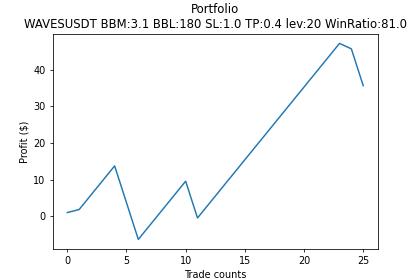 Portfolio
WAVESUSDT BBM:3.1 BBL:180 SL:1.0 TP:0.4 lev:20 WinRatio:81.0
40
30
20
10
0
Profit ($)
0 5 10 15 20 25
Trade counts